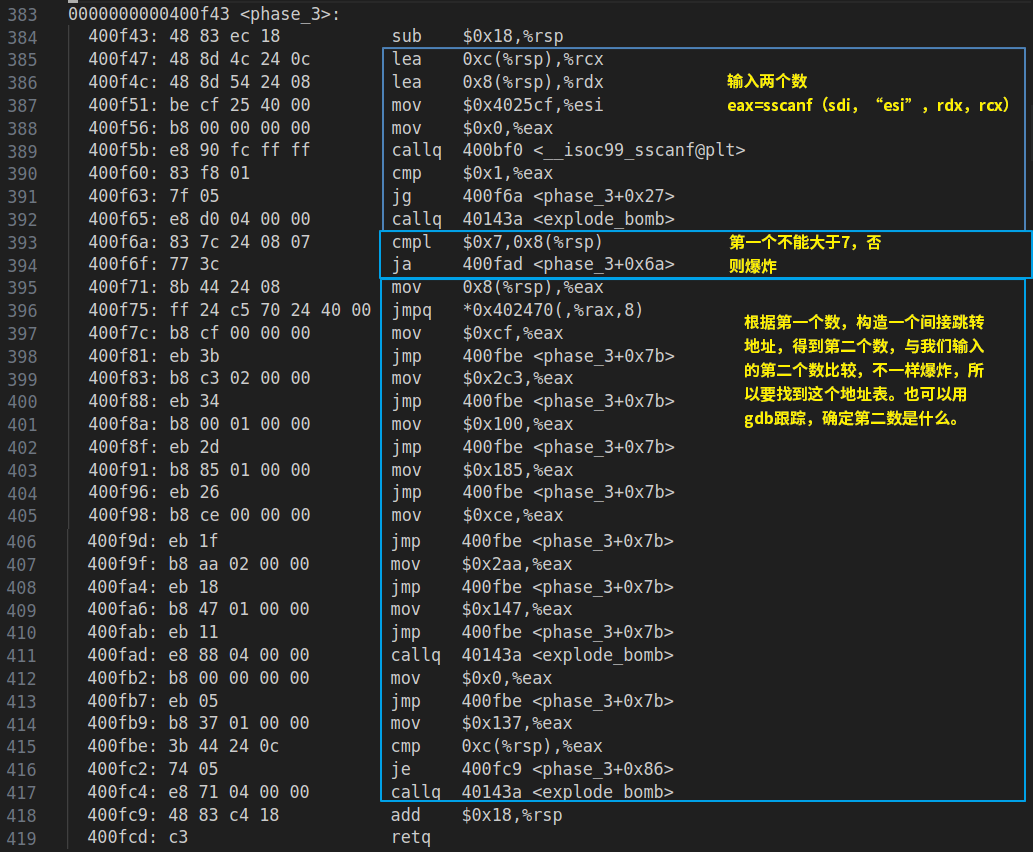 383 0000000000400f43 <phase_3>:
384 400f43: 48 83 ec 18 sub $0x18,%rsp
385 400f47: 48 8d 4c 24 0c lea 0xc(%rsp),%rcx
386 400f4c: 48 8d 54 24 08 lea 0x8(%rsp),%rdx 输入两个数
387 400f51: be cf 25 40 00 mov $0x4025cf,%esi eax=sscanf（sdi，“esi”，rdx，rcx）
388 400f56: b8 00 00 00 00 mov $0x0,%eax
389 400f5b: e8 90 fc ff ff callq 400bf0 <__isoc99_sscanf@plt>
390 400f60: 83 f8 01 cmp $0x1,%eax
391 400f63: 7f 05 jg 400f6a <phase_3+0x27>
392 400f65: e8 d0 04 00 00 callq 40143a <explode_bomb>
393 400f6a: 83 7c 24 08 07 cmpl $0x7,0x8(%rsp) 第一个不能大于7，否
394 400f6f: 77 3c ja 400fad <phase_3+0x6a> 则爆炸
395 400f71: 8b 44 24 08 mov 0x8(%rsp),%eax
396 400f75: ff 24 c5 70 24 40 00 jmpq *0x402470(,%rax,8)
397 400f7c: b8 cf 00 00 00 mov $0xcf,%eax 根据第一个数，构造一个间接跳转
398 400f81: eb 3b jmp 400fbe <phase_3+0x7b> 地址，得到第二个数，与我们输入
399 400f83: b8 c3 02 00 00 mov $0x2c3,%eax 的第二个数比较，不一样爆炸，所
400 400f88: eb 34 jmp 400fbe <phase_3+0x7b> 以要找到这个地址表。也可以用
401 400f8a: b8 00 01 00 00 mov $0x100,%eax gdb跟踪，确定第二数是什么。
402 400f8f: eb 2d jmp 400fbe <phase_3+0x7b>
403 400f91: b8 85 01 00 00 mov $0x185,%eax
404 400f96: eb 26 jmp 400fbe <phase_3+0x7b>
405 400f98: b8 ce 00 00 00 mov $0xce,%eax
406 400f9d: eb 1f jmp 400fbe <phase_3+0x7b>
407 400f9f: b8 aa 02 00 00 mov $0x2aa,%eax
408 400fa4: eb 18 jmp 400fbe <phase_3+0x7b>
409 400fa6: b8 47 01 00 00 mov $0x147,%eax
410 400fab: eb 11 jmp 400fbe <phase_3+0x7b>
411 400fad: e8 88 04 00 00 callq 40143a <explode_bomb>
412 400fb2: b8 00 00 00 00 mov $0x0,%eax
413 400fb7: eb 05 jmp 400fbe <phase_3+0x7b>
414 400fb9: b8 37 01 00 00 mov $0x137,%eax
415 400fbe: 3b 44 24 0c cmp 0xc(%rsp),%eax
416 400fc2: 74 05 je 400fc9 <phase_3+0x86>
417 400fc4: e8 71 04 00 00 callq 40143a <explode_bomb>
418 400fc9: 48 83 c4 18 add $0x18,%rsp
419 400fcd: c3 retq